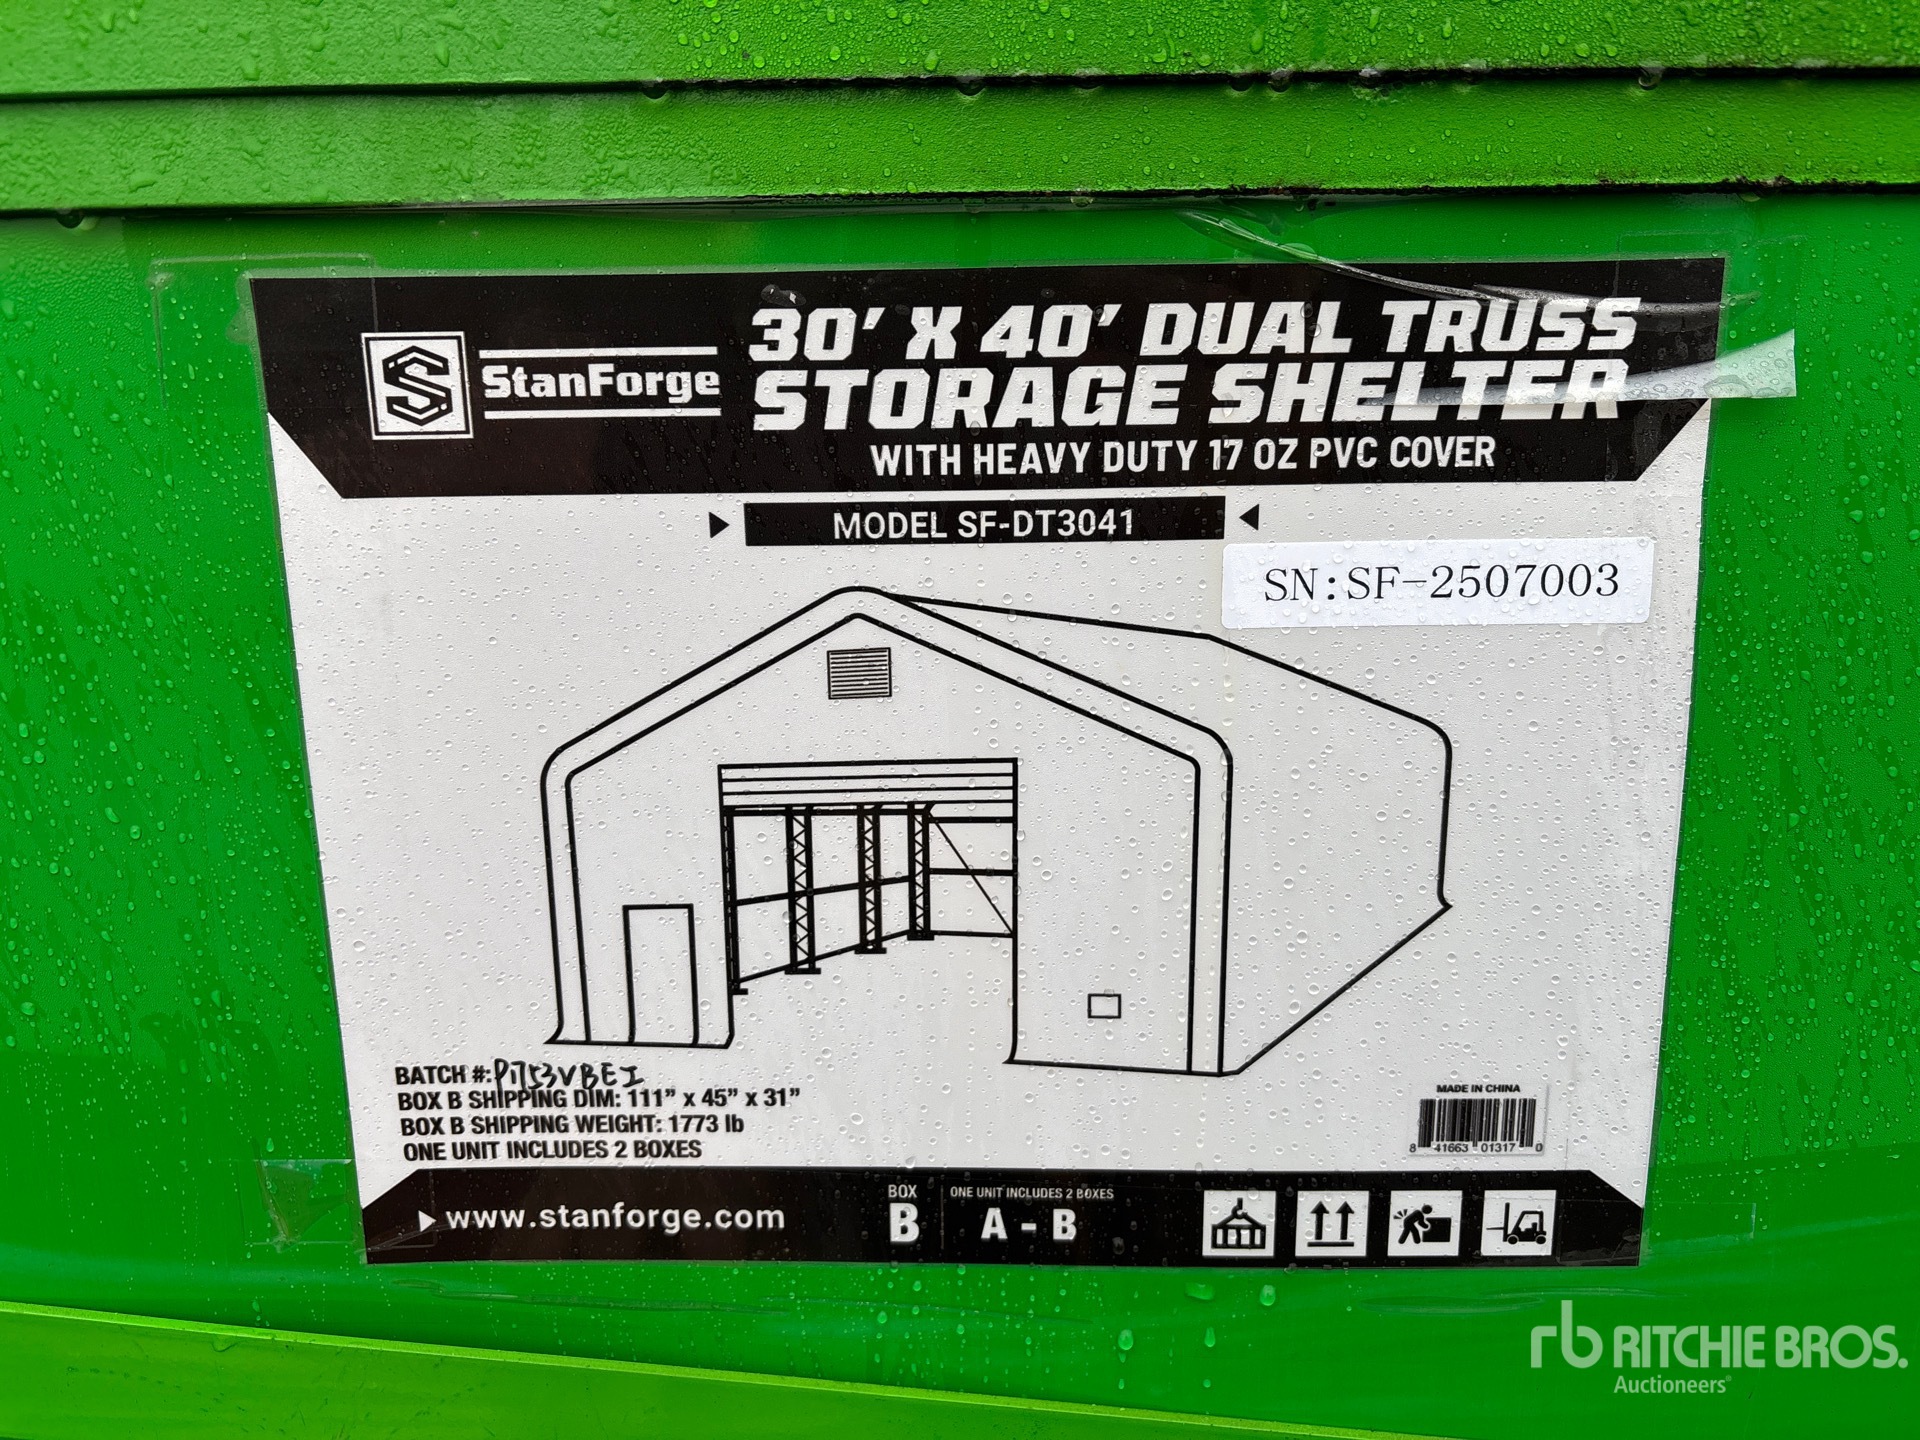 StanForge
30' X 40' DUAL TRUSS
STORAGE SHELTER
WITH HEAVY DUTY 17 OZ PVC COVER
MODEL SF-DT3041
SN:SF-2507003
BATCH #:P1753VBEI
BOX B SHIPPING DIM: 111" x 45" x 31"
BOX B SHIPPING WEIGHT: 1773 lb
ONE UNIT INCLUDES 2 BOXES
MADE IN CHINA
8 41663 01317 0
www.stanforge.com
BOX
B
ONE UNIT INCLUDES 2 BOXES
A - B
rb RITCHIE BROS.
Auctioneers